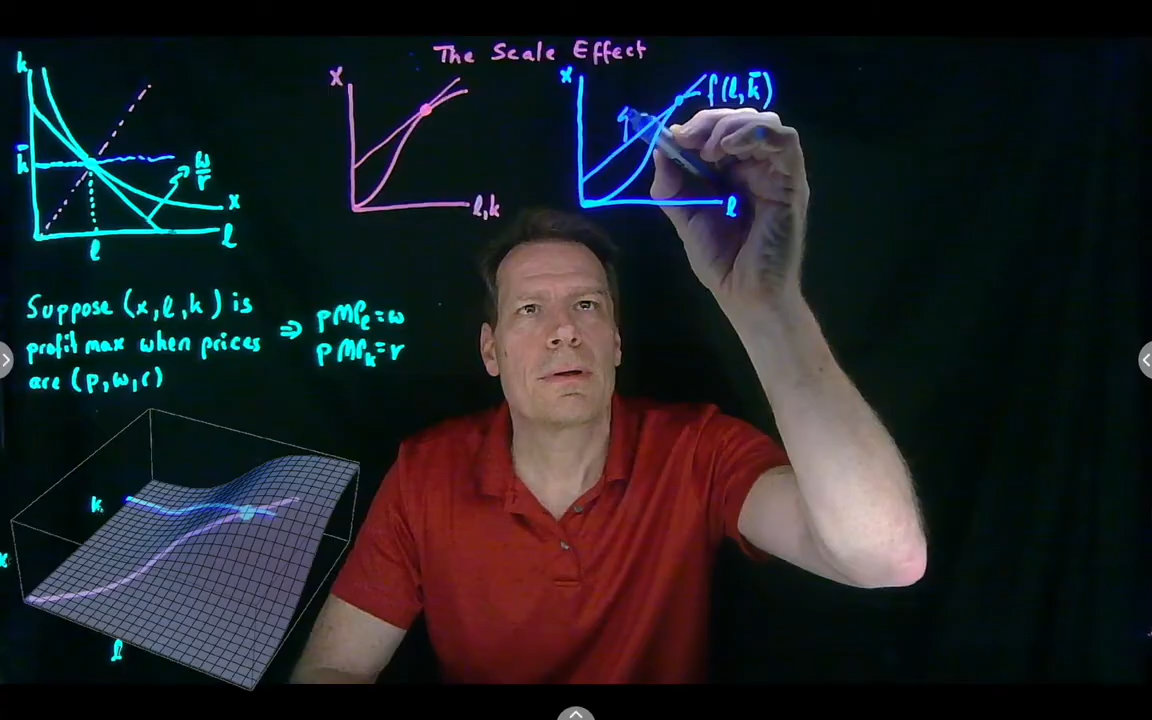 The Scale Effect
k
k̄
w/r
x
l
l
x
l,k
x
f(l,k̄)
l
Suppose (x,l,k) is
profit max when prices
are (p,w,r)
⇒ pMPl=w
pMPk=r
k
x
l